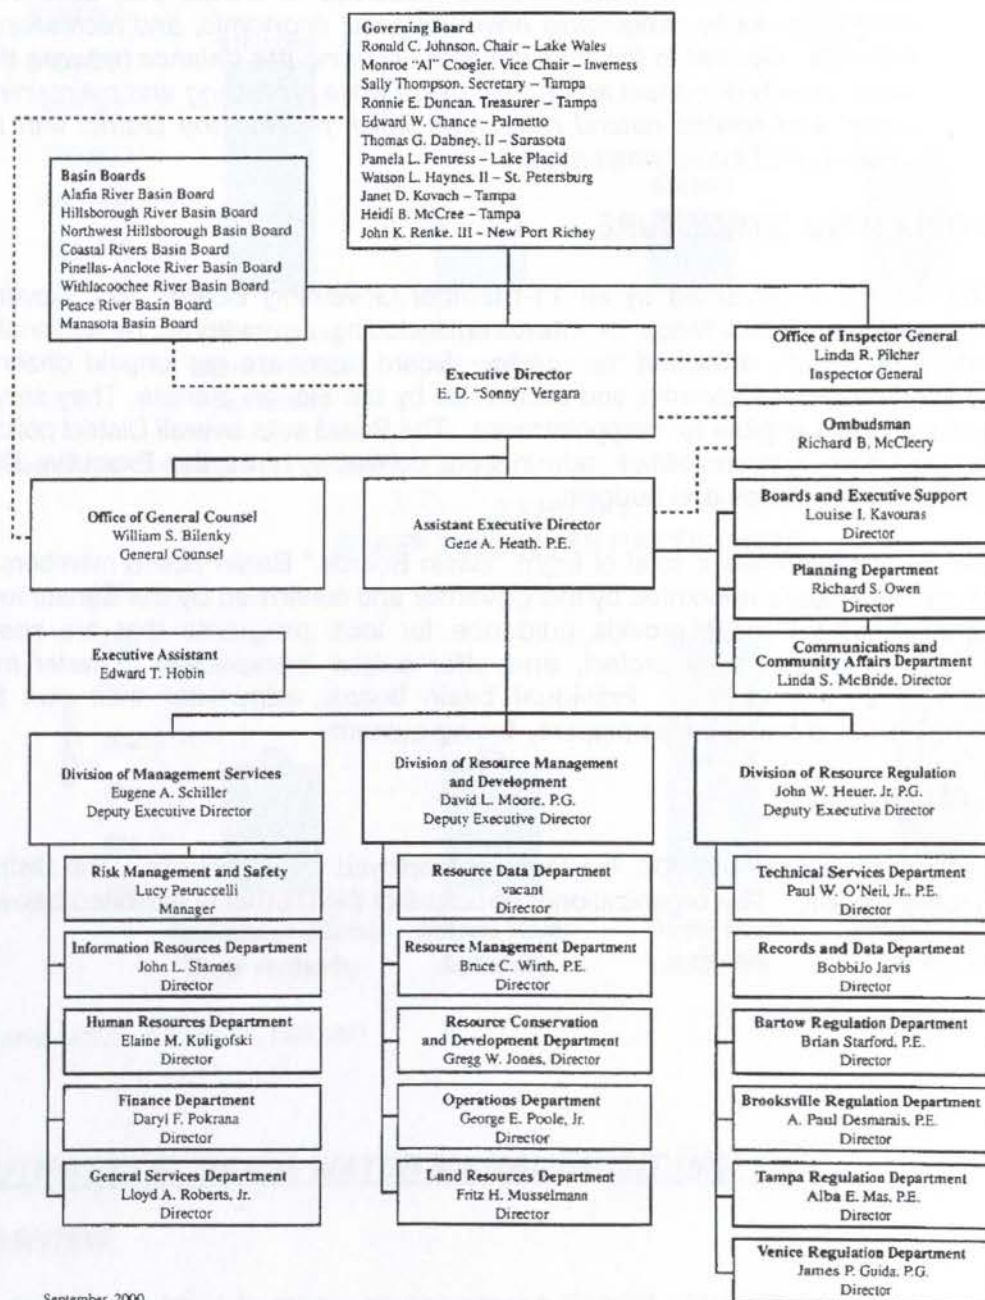 Governing Board
Ronald C. Johnson, Chair – Lake Wales
Monroe "Al" Coogler, Vice Chair – Inverness
Sally Thompson, Secretary – Tampa
Ronnie E. Duncan, Treasurer – Tampa
Edward W. Chance – Palmetto
Thomas G. Dabney, II – Sarasota
Pamela L. Fentress – Lake Placid
Watson L. Haynes, II – St. Petersburg
Janet D. Kovach – Tampa
Heidi B. McCree – Tampa
John K. Renke, III – New Port Richey
Basin Boards
Alafia River Basin Board
Hillsborough River Basin Board
Northwest Hillsborough Basin Board
Coastal Rivers Basin Board
Pinellas-Anclote River Basin Board
Withlacoochee River Basin Board
Peace River Basin Board
Manasota Basin Board
Office of Inspector General
Linda R. Pilcher
Inspector General
Executive Director
E. D. "Sonny" Vergara
Ombudsman
Richard B. McCleery
Office of General Counsel
William S. Bilenky
General Counsel
Assistant Executive Director
Gene A. Heath, P.E.
Boards and Executive Support
Louise I. Kavouras
Director
Planning Department
Richard S. Owen
Director
Communications and
Community Affairs Department
Linda S. McBride, Director
Executive Assistant
Edward T. Hobin
Division of Management Services
Eugene A. Schiller
Deputy Executive Director
Division of Resource Management
and Development
David L. Moore, P.G.
Deputy Executive Director
Division of Resource Regulation
John W. Heuer, Jr. P.G.
Deputy Executive Director
Risk Management and Safety
Lucy Petruccelli
Manager
Information Resources Department
John L. Starnes
Director
Human Resources Department
Elaine M. Kuligofski
Director
Finance Department
Daryl F. Pokrana
Director
General Services Department
Lloyd A. Roberts, Jr.
Director
Resource Data Department
vacant
Director
Resource Management Department
Bruce C. Wirth, P.E.
Director
Resource Conservation
and Development Department
Gregg W. Jones, Director
Operations Department
George E. Poole, Jr.
Director
Land Resources Department
Fritz H. Musselmann
Director
Technical Services Department
Paul W. O'Neil, Jr., P.E.
Director
Records and Data Department
BobbiJo Jarvis
Director
Bartow Regulation Department
Brian Starford, P.E.
Director
Brooksville Regulation Department
A. Paul Desmarais, P.E.
Director
Tampa Regulation Department
Alba E. Mas, P.E.
Director
Venice Regulation Department
James P. Guida, P.G.
Director
September, 2000